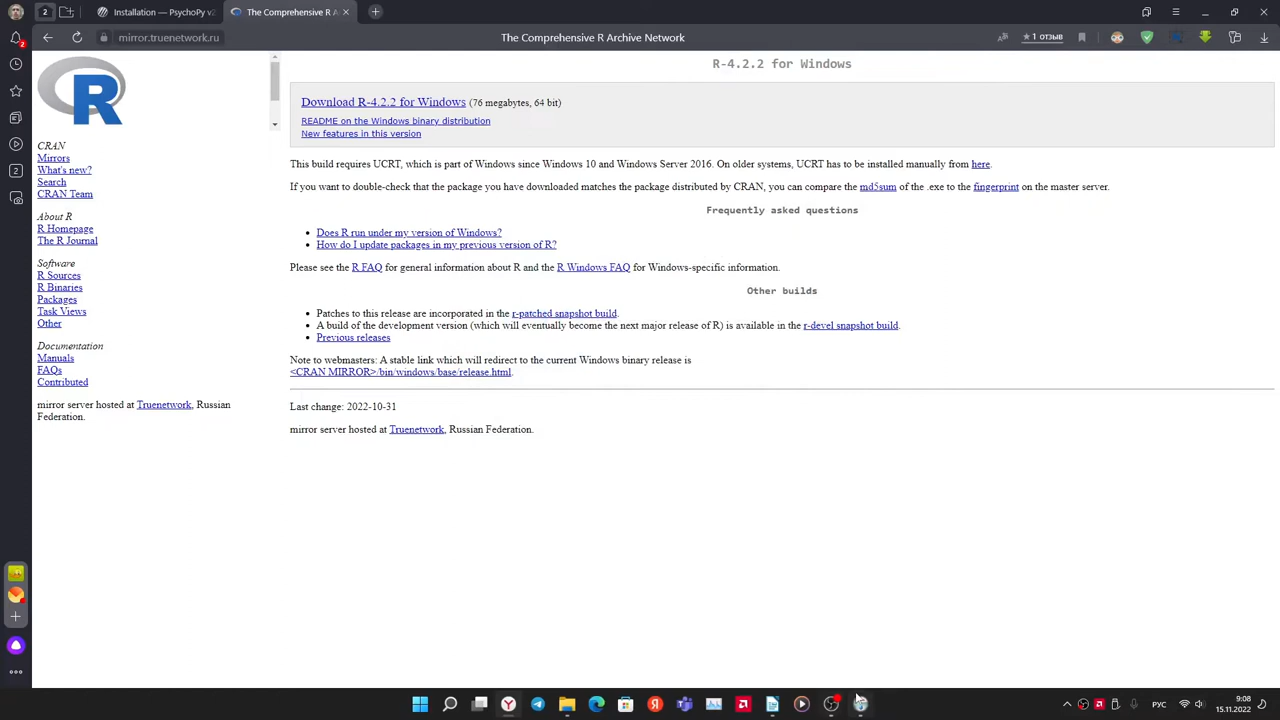 Installation — PsychoPy v2
The Comprehensive R A
mirror.truenetwork.ru
The Comprehensive R Archive Network
1 отзыв
2
2
R
CRAN
Mirrors
What's new?
Search
CRAN Team
About R
R Homepage
The R Journal
Software
R Sources
R Binaries
Packages
Task Views
Other
Documentation
Manuals
FAQs
Contributed
mirror server hosted at Truenetwork, Russian
Federation.
R-4.2.2 for Windows
Download R-4.2.2 for Windows (76 megabytes, 64 bit)
README on the Windows binary distribution
New features in this version
This build requires UCRT, which is part of Windows since Windows 10 and Windows Server 2016. On older systems, UCRT has to be installed manually from here.
If you want to double-check that the package you have downloaded matches the package distributed by CRAN, you can compare the md5sum of the .exe to the fingerprint on the master server.
Frequently asked questions
• Does R run under my version of Windows?
• How do I update packages in my previous version of R?
Please see the R FAQ for general information about R and the R Windows FAQ for Windows-specific information.
Other builds
• Patches to this release are incorporated in the r-patched snapshot build.
• A build of the development version (which will eventually become the next major release of R) is available in the r-devel snapshot build.
• Previous releases
Note to webmasters: A stable link which will redirect to the current Windows binary release is
<CRAN MIRROR>/bin/windows/base/release.html.
Last change: 2022-10-31
mirror server hosted at Truenetwork, Russian Federation.
РУС
9:08
15.11.2022